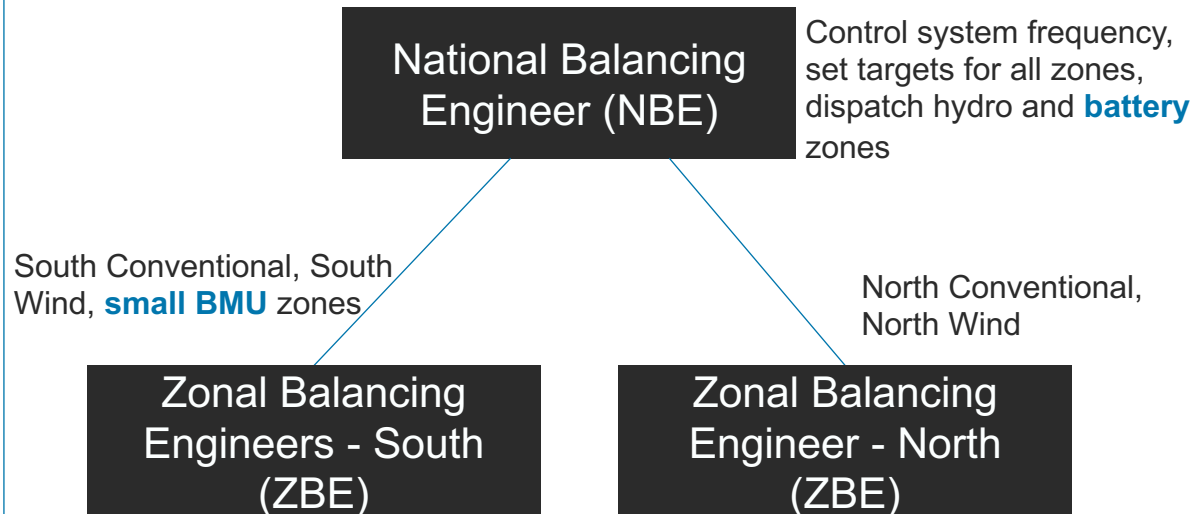 National Balancing
Engineer (NBE)
Control system frequency,
set targets for all zones,
dispatch hydro and battery
zones
South Conventional, South
Wind, small BMU zones
North Conventional,
North Wind
Zonal Balancing
Engineers - South
(ZBE)
Zonal Balancing
Engineer - North
(ZBE)